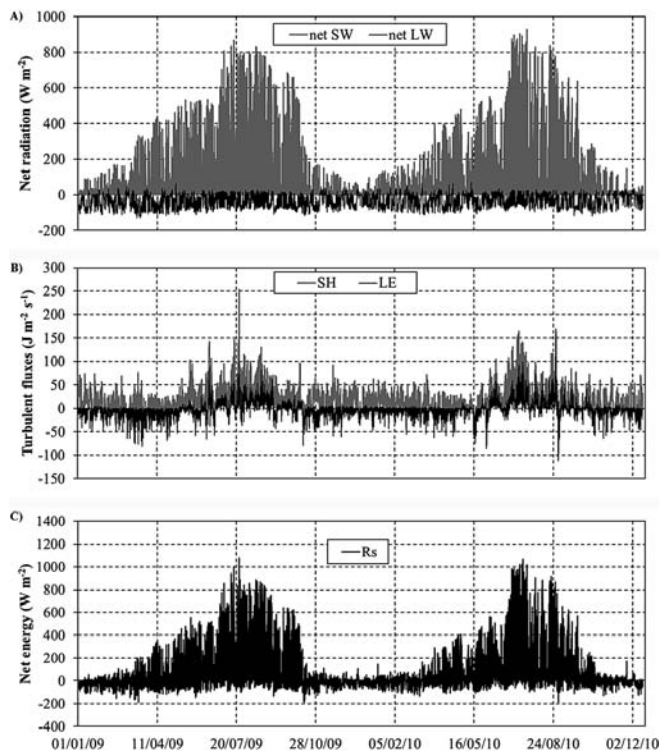 A)
Net radiation (W m⁻²)
1000
800
600
400
200
0
-200
net SW net LW
B)
Turbulent fluxes (J m⁻² s⁻¹)
300
250
200
150
100
50
0
-50
-100
-150
SH LE
C)
Net energy (W m⁻²)
1400
1200
1000
800
600
400
200
0
-200
-400
Rs
01/01/09 11/04/09 20/07/09 28/10/09 05/02/10 16/05/10 24/08/10 02/12/10